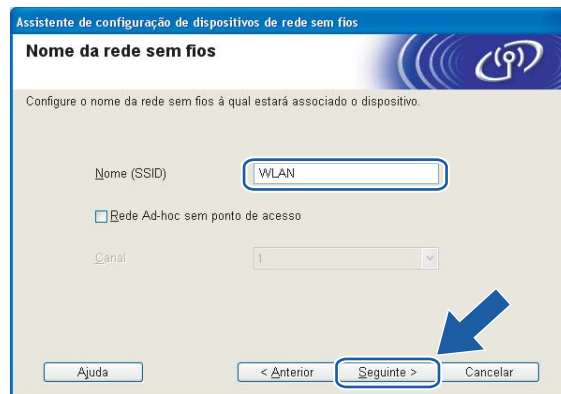 Assistente de configuração de dispositivos de rede sem fios
Nome da rede sem fios
Configure o nome da rede sem fios à qual estará associado o dispositivo.
Nome (SSID) WLAN
Rede Ad-hoc sem ponto de acesso
Canal 1
Ajuda < Anterior Seguinte > Cancelar